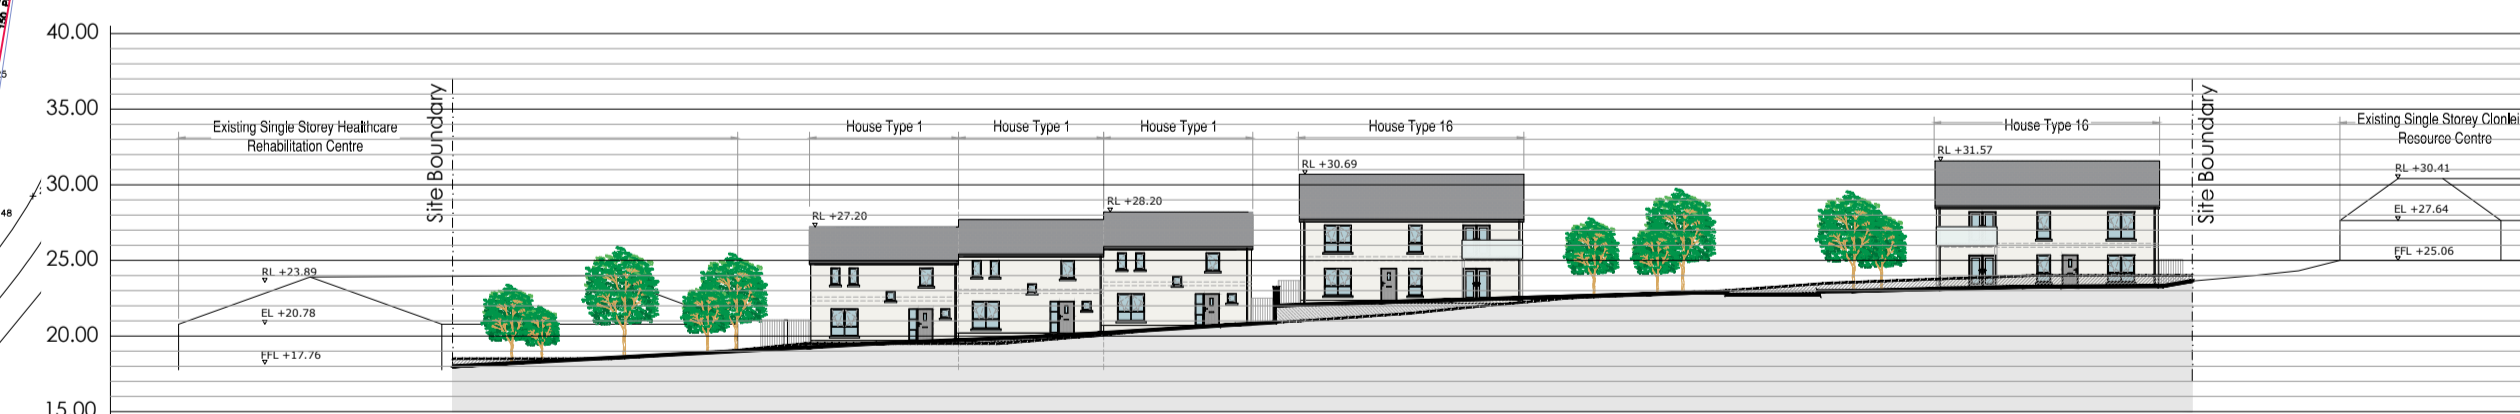 40.00
35.00
30.00
25.00
20.00
15.00
48
Existing Single Storey Healthcare
Rehabilitation Centre
Site Boundary
RL +23.89
EL +20.78
FFL +17.76
House Type 1
House Type 1
House Type 1
House Type 16
House Type 16
RL +27.20
RL +28.20
RL +30.69
RL +31.57
Site Boundary
Existing Single Storey Clonlei
Resource Centre
RL +30.41
EL +27.64
FFL +25.06